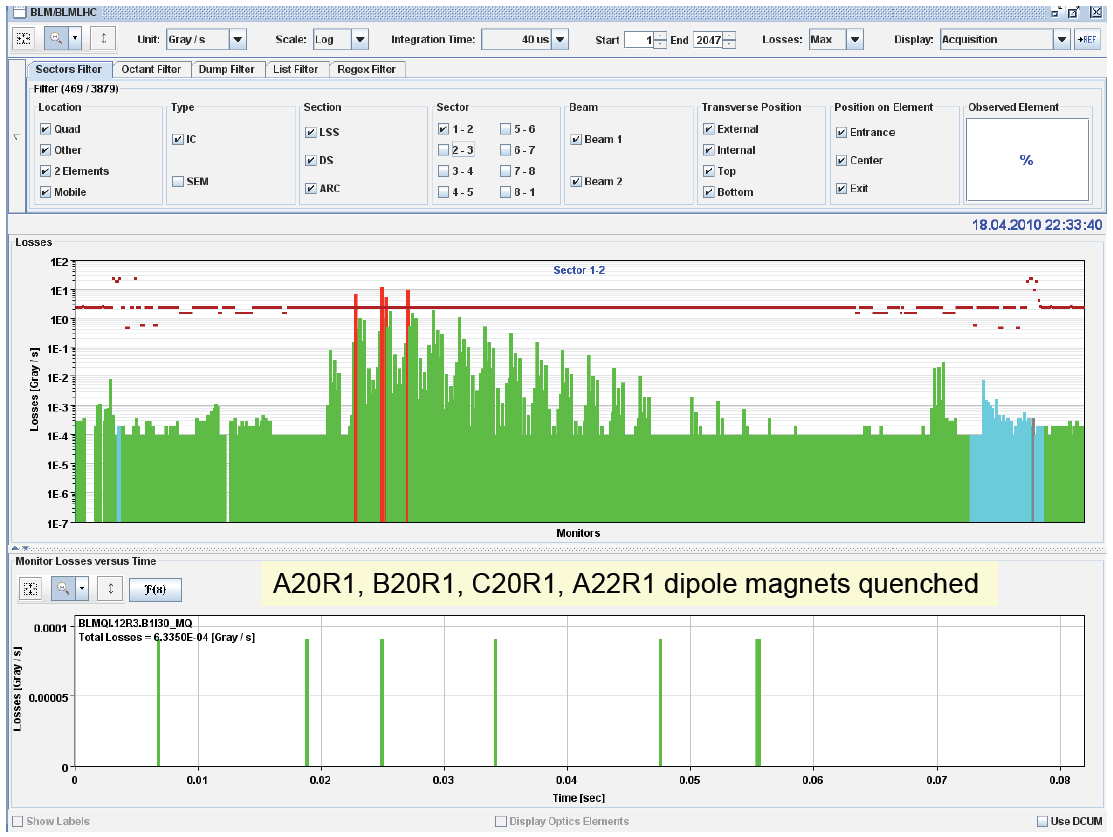 BLM/BLMLHC
Unit: Gray / s Scale: Log Integration Time: 40 us Start 1 End 2047 Losses: Max Display: Acquisition REF
Sectors Filter Octant Filter Dump Filter List Filter Regex Filter
Filter (469 / 3879)
Location Type Section Sector Beam Transverse Position Position on Element Observed Element
Quad IC LSS 1 - 2 5 - 6 Beam 1 External Entrance %
Other SEM DS 2 - 3 6 - 7 Beam 2 Internal Center
2 Elements ARC 3 - 4 7 - 8 Top Exit
Mobile 4 - 5 8 - 1 Bottom
18.04.2010 22:33:40
Losses
Sector 1-2
Losses [Gray / s]
1E2
1E1
1E0
1E-1
1E-2
1E-3
1E-4
1E-5
1E-6
1E-7
Monitors
Monitor Losses versus Time
F(x)
A20R1, B20R1, C20R1, A22R1 dipole magnets quenched
BLMQI.12R3.B1I30_MQ
Total Losses = 6.3350E-04 [Gray / s]
Losses [Gray / s]
0.0001
0.00005
0
0 0.01 0.02 0.03 0.04 0.05 0.06 0.07 0.08
Time [sec]
Show Labels Display Optics Elements Use DCUM